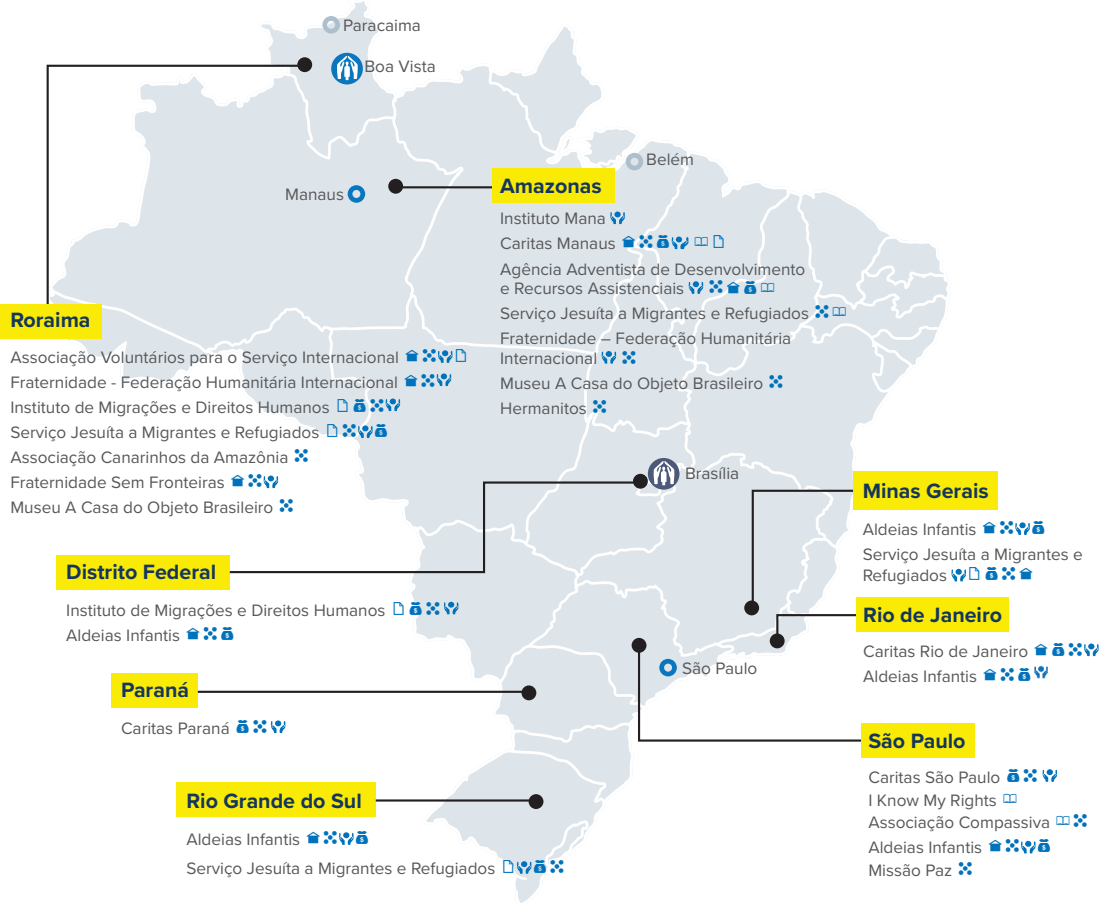 Paracaima
Boa Vista
Belém
Manaus
Amazonas
Instituto Mana
Caritas Manaus
Agência Adventista de Desenvolvimento
e Recursos Assistenciais
Serviço Jesuíta a Migrantes e Refugiados
Fraternidade – Federação Humanitária
Internacional
Museu A Casa do Objeto Brasileiro
Hermanitos
Roraima
Associação Voluntários para o Serviço Internacional
Fraternidade - Federação Humanitária Internacional
Instituto de Migrações e Direitos Humanos
Serviço Jesuíta a Migrantes e Refugiados
Associação Canarinhos da Amazônia
Fraternidade Sem Fronteiras
Museu A Casa do Objeto Brasileiro
Brasília
Minas Gerais
Aldeias Infantis
Serviço Jesuíta a Migrantes e
Refugiados
Distrito Federal
Instituto de Migrações e Direitos Humanos
Aldeias Infantis
Rio de Janeiro
Caritas Rio de Janeiro
Aldeias Infantis
São Paulo
Paraná
Caritas Paraná
São Paulo
Caritas São Paulo
I Know My Rights
Associação Compassiva
Aldeias Infantis
Missão Paz
Rio Grande do Sul
Aldeias Infantis
Serviço Jesuíta a Migrantes e Refugiados